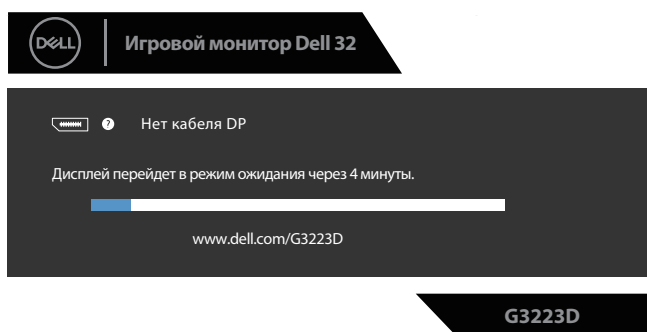 DELL
Игровой монитор Dell 32
? Нет кабеля DP
Дисплей перейдет в режим ожидания через 4 минуты.
www.dell.com/G3223D
G3223D